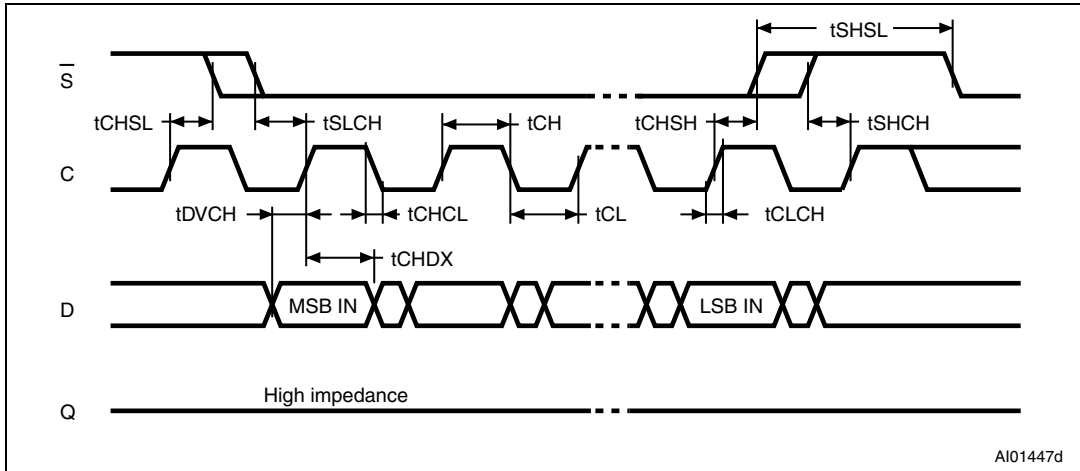 tSHSL
S
tCHSL
tSLCH
tCH
tCHSH
tSHCH
C
tDVCH
tCHCL
tCL
tCLCH
tCHDX
D
MSB IN
LSB IN
High impedance
Q
AI01447d